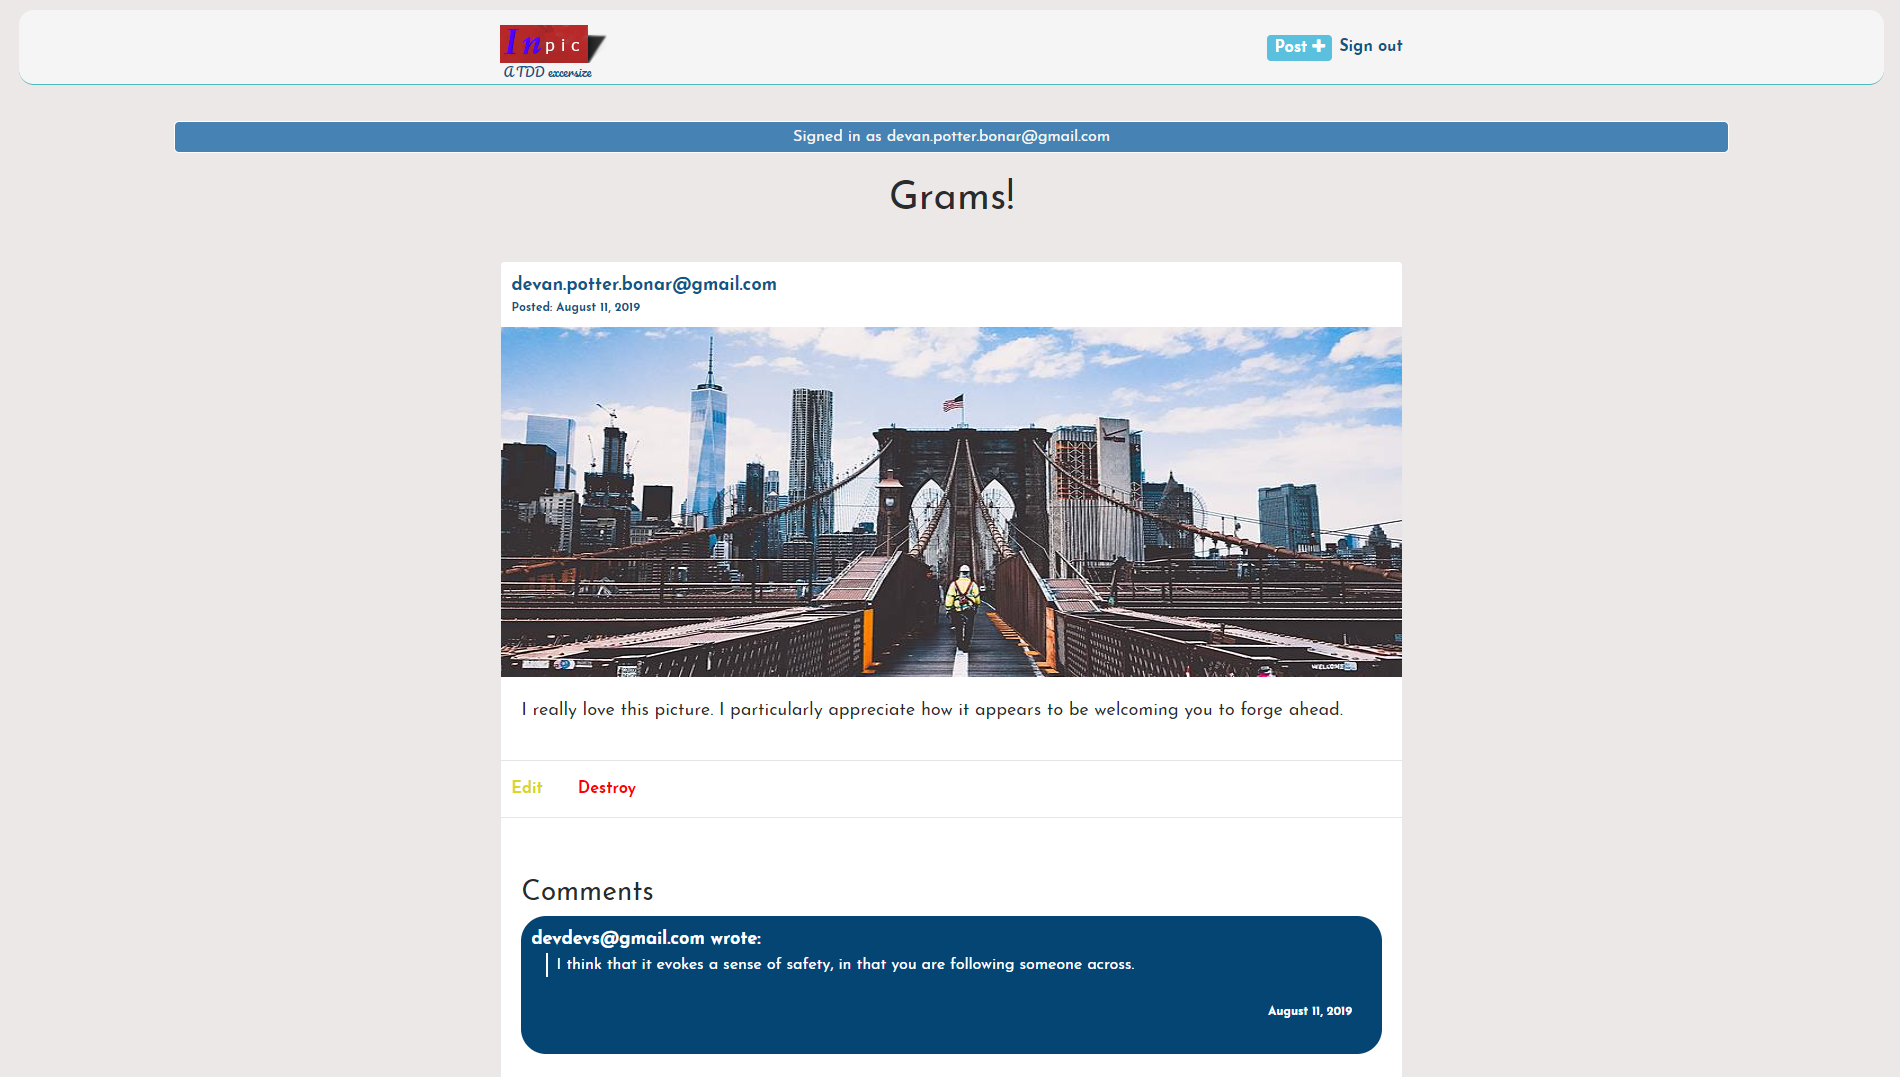 Inpic
A TDD excersize
Post + Sign out
Signed in as devan.potter.bonar@gmail.com
Grams!
devan.potter.bonar@gmail.com
Posted: August 11, 2019
verizon
WELCOME
I really love this picture. I particularly appreciate how it appears to be welcoming you to forge ahead.
Edit Destroy
Comments
devdevs@gmail.com wrote:
I think that it evokes a sense of safety, in that you are following someone across.
August 11, 2019